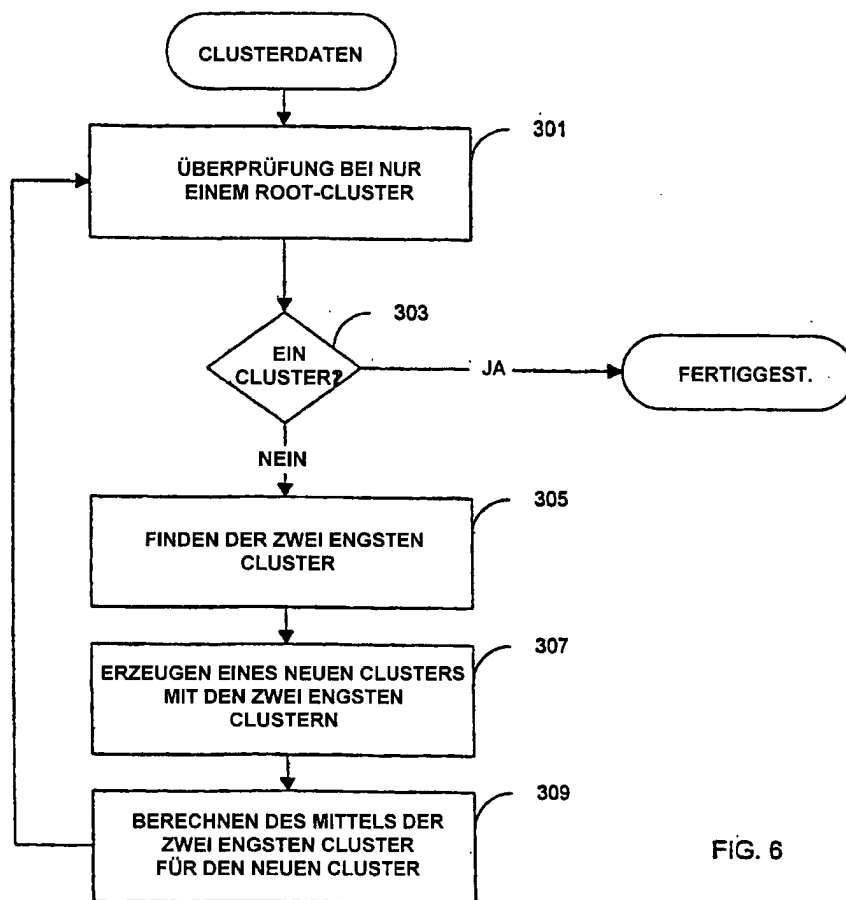 CLUSTERDATEN
301
ÜBERPRÜFUNG BEI NUR
EINEM ROOT-CLUSTER
303
EIN
CLUSTER?
JA
FERTIGGEST.
NEIN
305
FINDEN DER ZWEI ENGSTEN
CLUSTER
307
ERZEUGEN EINES NEUEN CLUSTERS
MIT DEN ZWEI ENGSTEN
CLUSTERN
309
BERECHNEN DES MITTELS DER
ZWEI ENGSTEN CLUSTER
FÜR DEN NEUEN CLUSTER
FIG. 6